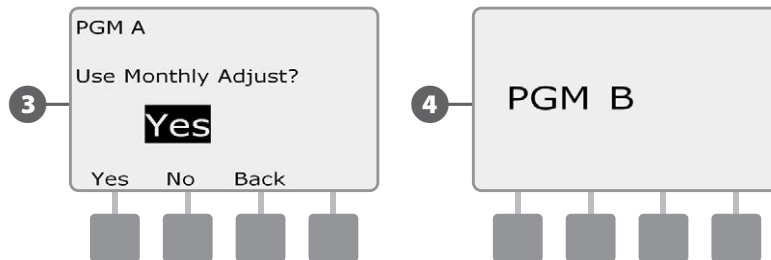 PGM A
Use Monthly Adjust?
3
Yes
Yes No Back
4
PGM B